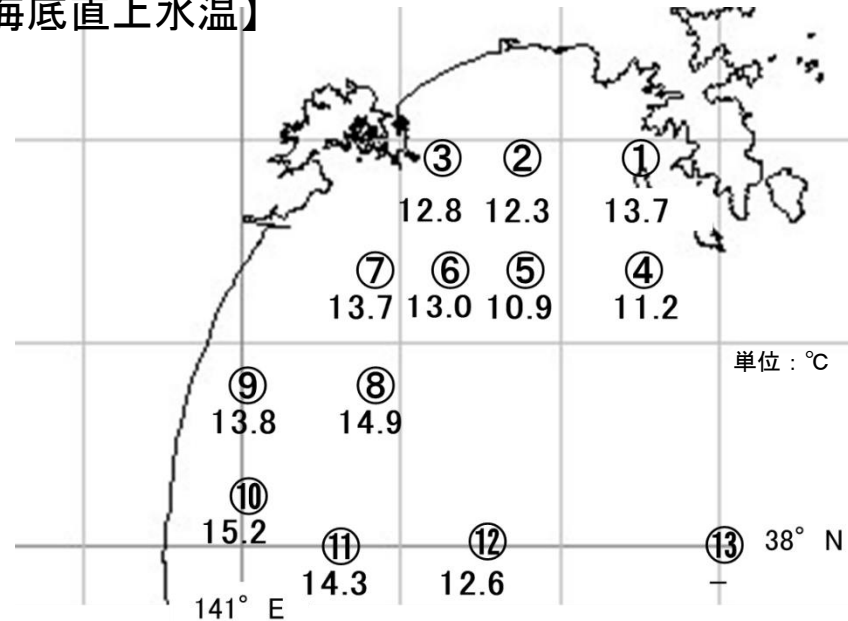 海底直上水温】
③ ② ①
12.8 12.3 13.7
⑦ ⑥ ⑤ ④
13.7 13.0 10.9 11.2
単位：℃
⑨ ⑧
13.8 14.9
⑩
15.2
⑪ ⑫ ⑬ 38° N
14.3 12.6 –
141° E